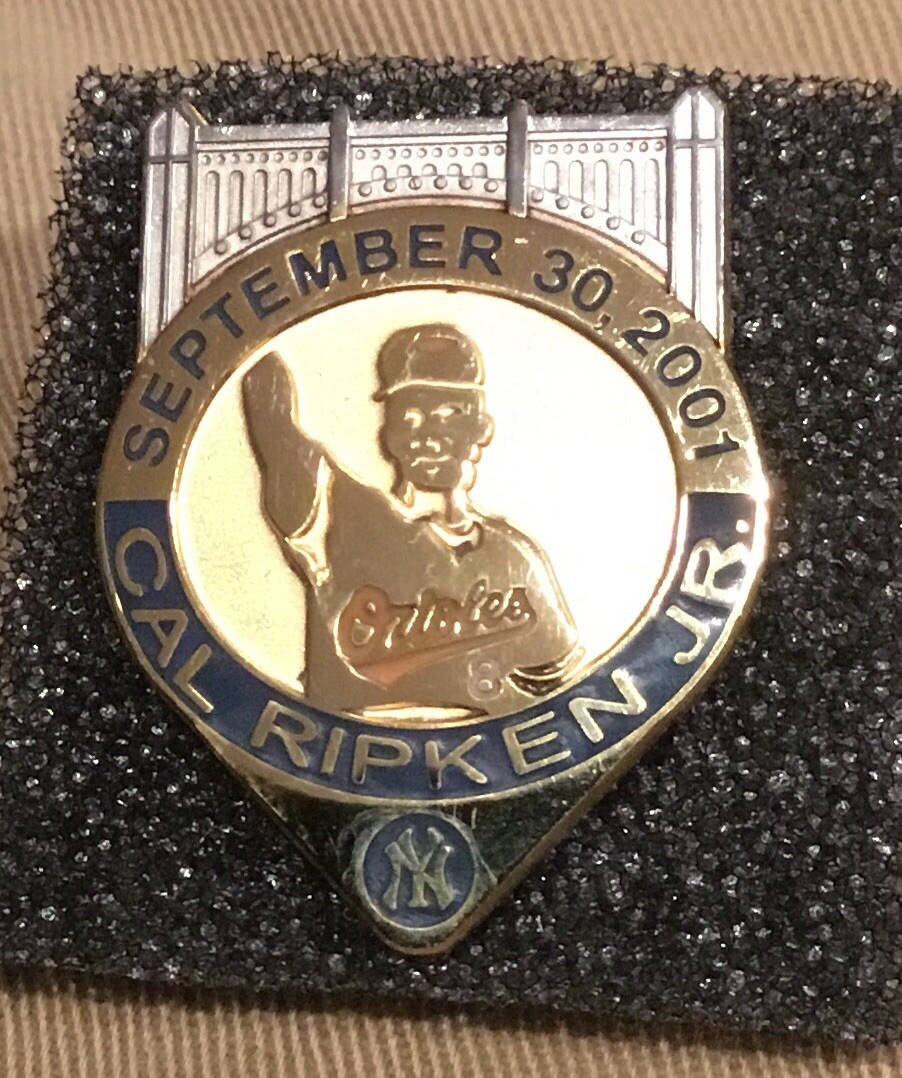 SEPTEMBER 30, 2001
Orioles
8
CAL RIPKEN JR.
NY